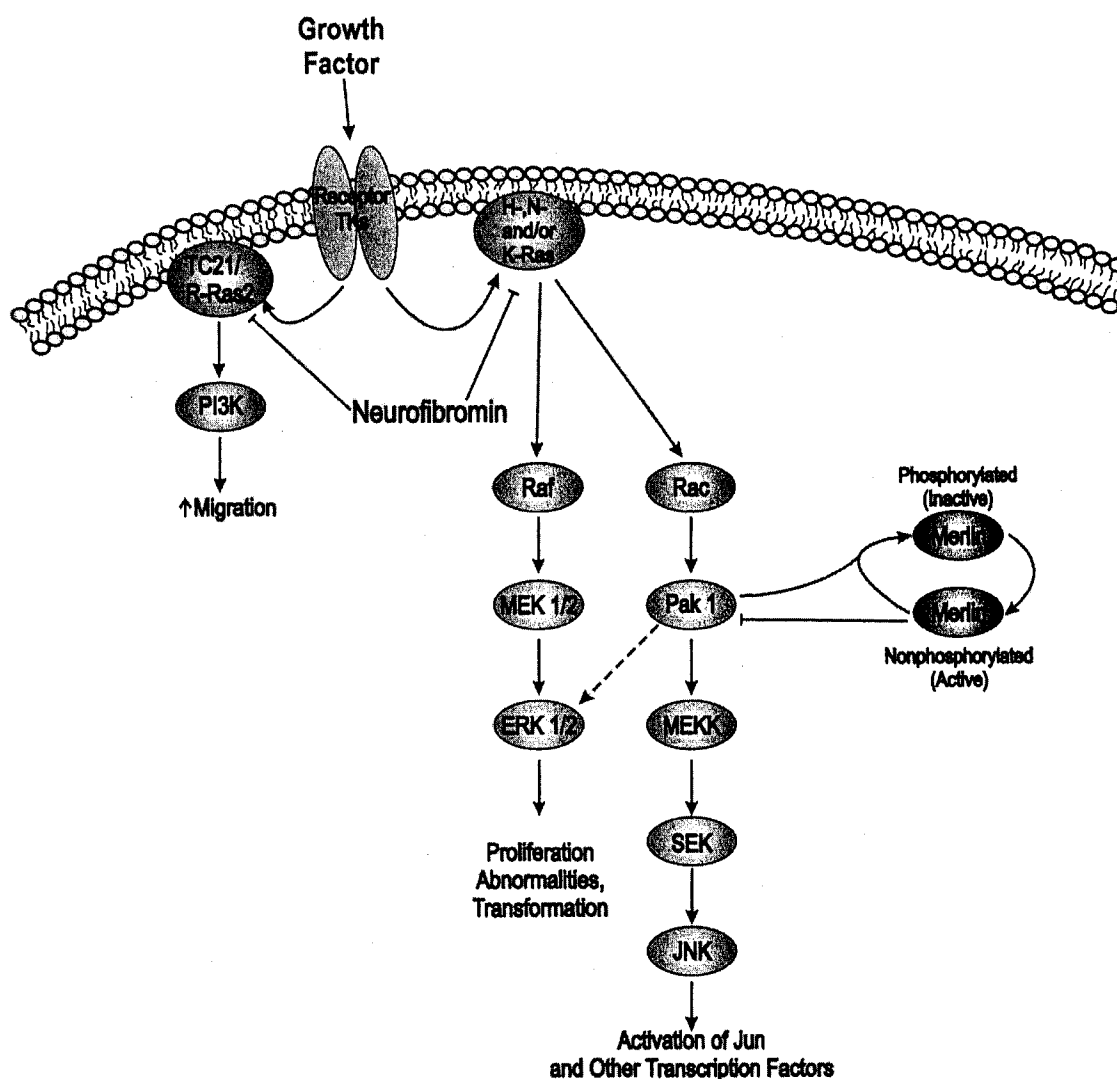 Growth
Factor
Receptor
TKs
H-,N-
and/or
K-Ras
TC21/
R-Ras2
PI3K
Neurofibromin
↑Migration
Raf
Rac
Phosphorylated
(Inactive)
Merlin
MEK 1/2
Pak 1
Merlin
Nonphosphorylated
(Active)
ERK 1/2
MEKK
SEK
Proliferation
Abnormalities,
Transformation
JNK
Activation of Jun
and Other Transcription Factors